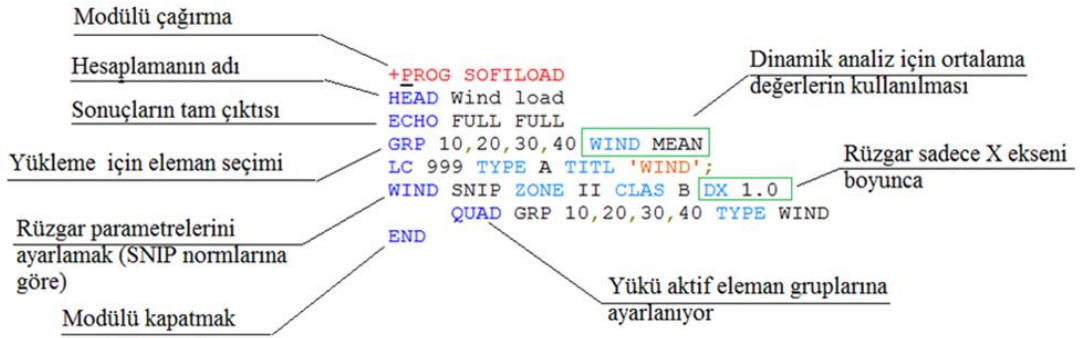 Modülü çağırma
Hesaplamanın adı
Sonuçların tam çıktısı
Yükleme için eleman seçimi
Rüzgar parametrelerini
ayarlamak (SNIP normlarına
göre)
Modülü kapatmak
+PROG SOFILOAD
HEAD Wind load
ECHO FULL FULL
GRP 10,20,30,40 WIND MEAN
LC 999 TYPE A TITL 'WIND';
WIND SNIP ZONE II CLAS B DX 1.0
QUAD GRP 10,20,30,40 TYPE WIND
END
Dinamik analiz için ortalama
değerlerin kullanılması
Rüzgar sadece X ekseni
boyunca
Yükü aktif eleman gruplarına
ayarlanıyor